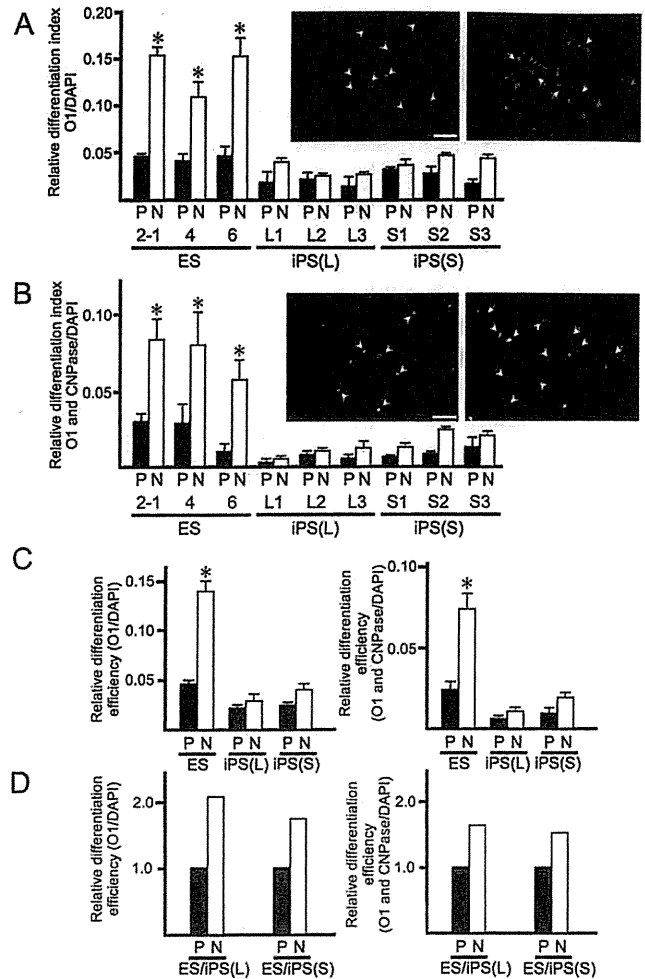 A
Relative differentiation index
O1/DAPI
0.20
0.15
0.10
0.05
* * *
P N P N P N P N P N P N P N P N P N
2-1 4 6 L1 L2 L3 S1 S2 S3
ES iPS(L) iPS(S)
B
Relative differentiation index
O1 and CNPase/DAPI
0.10
0.05
* * *
P N P N P N P N P N P N P N P N P N
2-1 4 6 L1 L2 L3 S1 S2 S3
ES iPS(L) iPS(S)
C
Relative differentiation
efficiency (O1/DAPI)
0.15
0.10
0.05
*
P N P N P N
ES iPS(L) iPS(S)
Relative differentiation
efficiency
(O1 and CNPase/DAPI)
0.10
0.05
*
P N P N P N
ES iPS(L) iPS(S)
D
Relative differentiation
efficiency (O1/DAPI)
2.0
1.0
P N P N
ES/iPS(L) ES/iPS(S)
Relative differentiation
efficiency
(O1 and CNPase/DAPI)
2.0
1.0
P N P N
ES/iPS(L) ES/iPS(S)